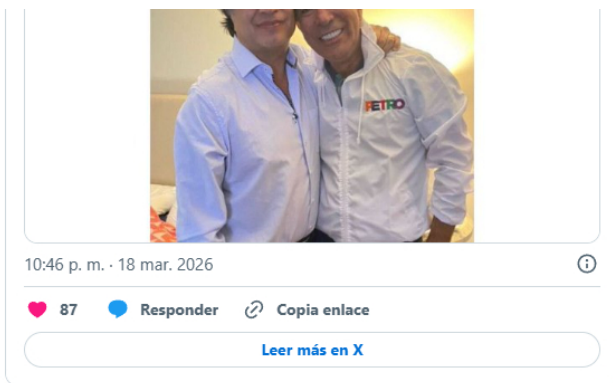 PETRO
10:46 p. m. · 18 mar. 2026
87 Responder Copia enlace
Leer más en X